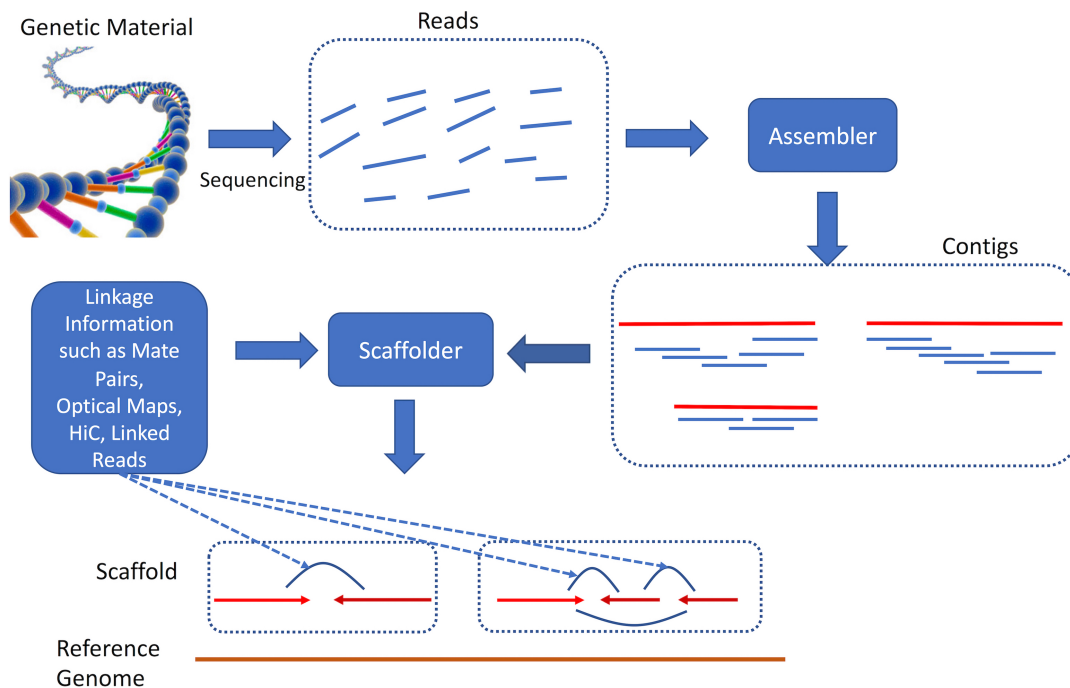 Genetic Material
Reads
Sequencing
Assembler
Contigs
Linkage
Information
such as Mate
Pairs,
Optical Maps,
HiC, Linked
Reads
Scaffolder
Scaffold
Reference
Genome